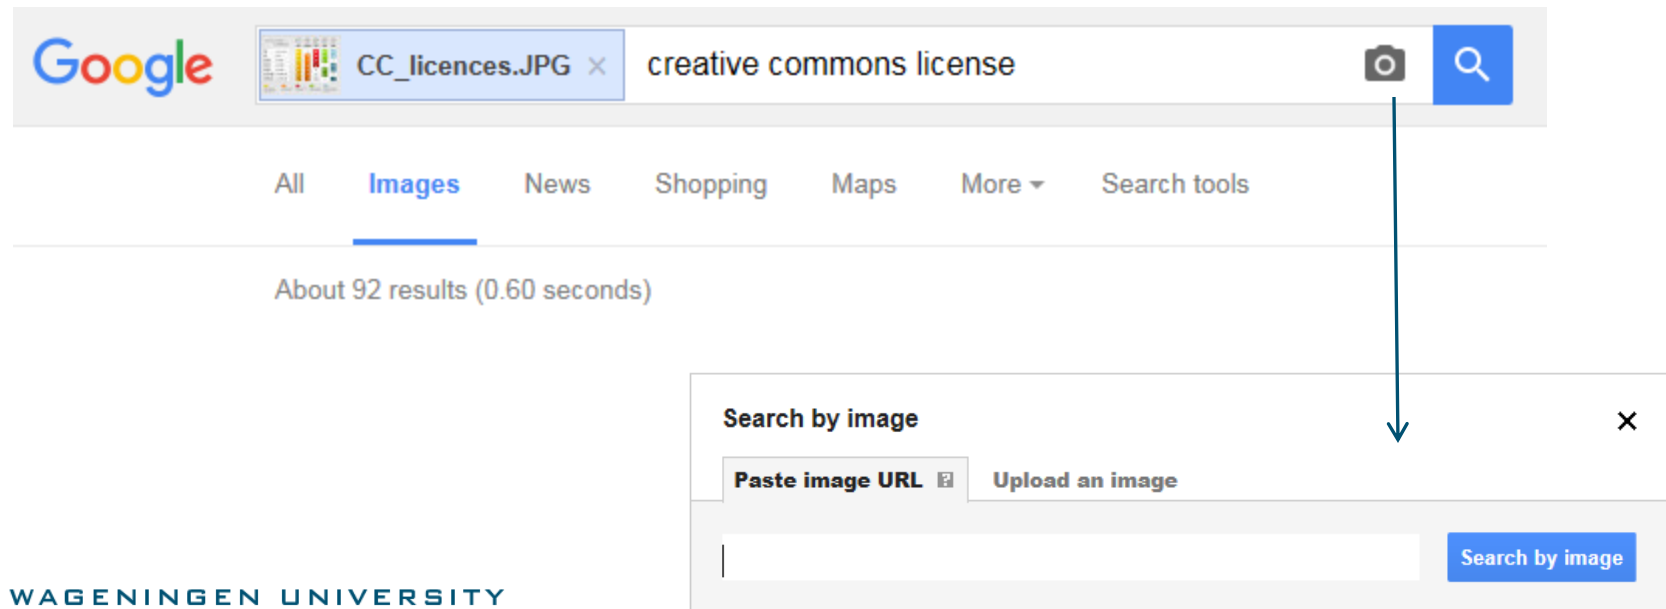 Google CC_licences.JPG × creative commons license
All Images News Shopping Maps More Search tools
About 92 results (0.60 seconds)
Search by image ×
Paste image URL ? Upload an image
Search by image
WAGENINGEN UNIVERSITY